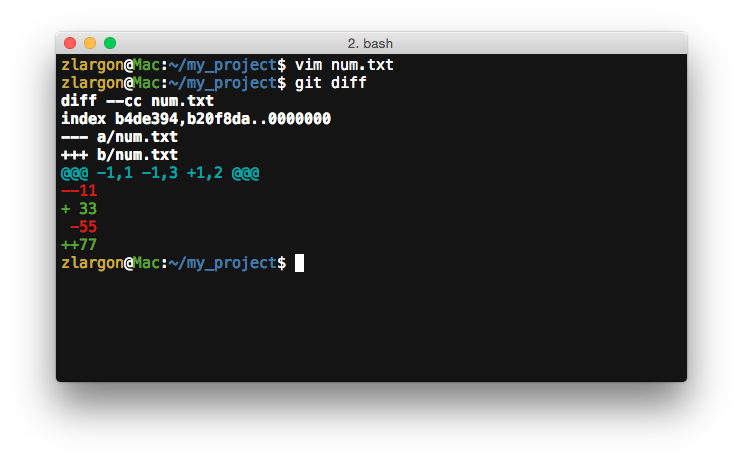 2. bash
zlargon@Mac:~/my_project$ vim num.txt
zlargon@Mac:~/my_project$ git diff
diff --cc num.txt
index b4de394,b20f8da..0000000
--- a/num.txt
+++ b/num.txt
@@@ -1,1 -1,3 +1,2 @@@
--11
+ 33
 -55
++77
zlargon@Mac:~/my_project$